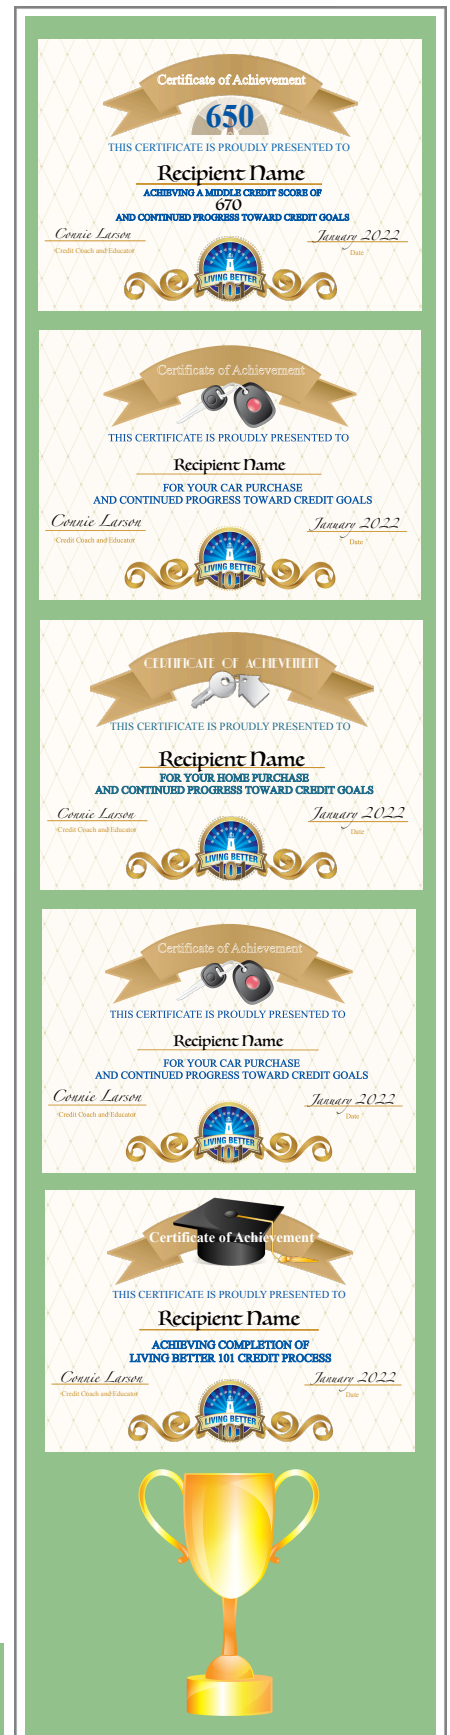 Certificate of Achievement
650
THIS CERTIFICATE IS PROUDLY PRESENTED TO
Recipient Name
ACHIEVING A MIDDLE CREDIT SCORE OF
670
AND CONTINUED PROGRESS TOWARD CREDIT GOALS
Connie Larson
January 2022
Credit Coach and Educator
Date
LIVING BETTER
101
Certificate of Achievement
THIS CERTIFICATE IS PROUDLY PRESENTED TO
Recipient Name
FOR YOUR CAR PURCHASE
AND CONTINUED PROGRESS TOWARD CREDIT GOALS
Connie Larson
January 2022
Credit Coach and Educator
Date
LIVING BETTER
101
CERTIFICATE OF ACHIEVEMENT
THIS CERTIFICATE IS PROUDLY PRESENTED TO
Recipient Name
FOR YOUR HOME PURCHASE
AND CONTINUED PROGRESS TOWARD CREDIT GOALS
Connie Larson
January 2022
Credit Coach and Educator
Date
LIVING BETTER
101
Certificate of Achievement
THIS CERTIFICATE IS PROUDLY PRESENTED TO
Recipient Name
FOR YOUR CAR PURCHASE
AND CONTINUED PROGRESS TOWARD CREDIT GOALS
Connie Larson
January 2022
Credit Coach and Educator
Date
LIVING BETTER
101
Certificate of Achievement
THIS CERTIFICATE IS PROUDLY PRESENTED TO
Recipient Name
ACHIEVING COMPLETION OF
LIVING BETTER 101 CREDIT PROCESS
Connie Larson
January 2022
Credit Coach and Educator
Date
LIVING BETTER
101